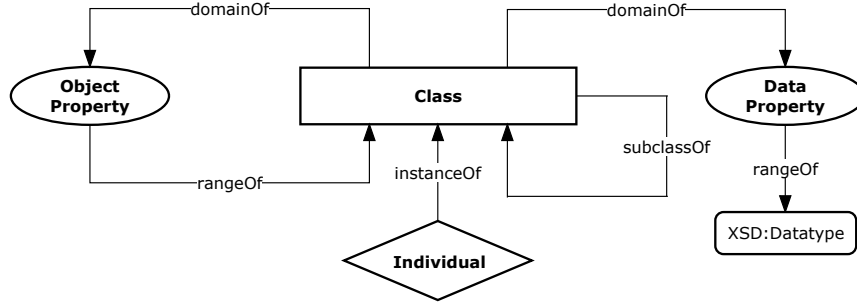 domainOf
domainOf
Object
Property
Class
Data
Property
subclassOf
rangeOf
instanceOf
rangeOf
XSD:Datatype
Individual